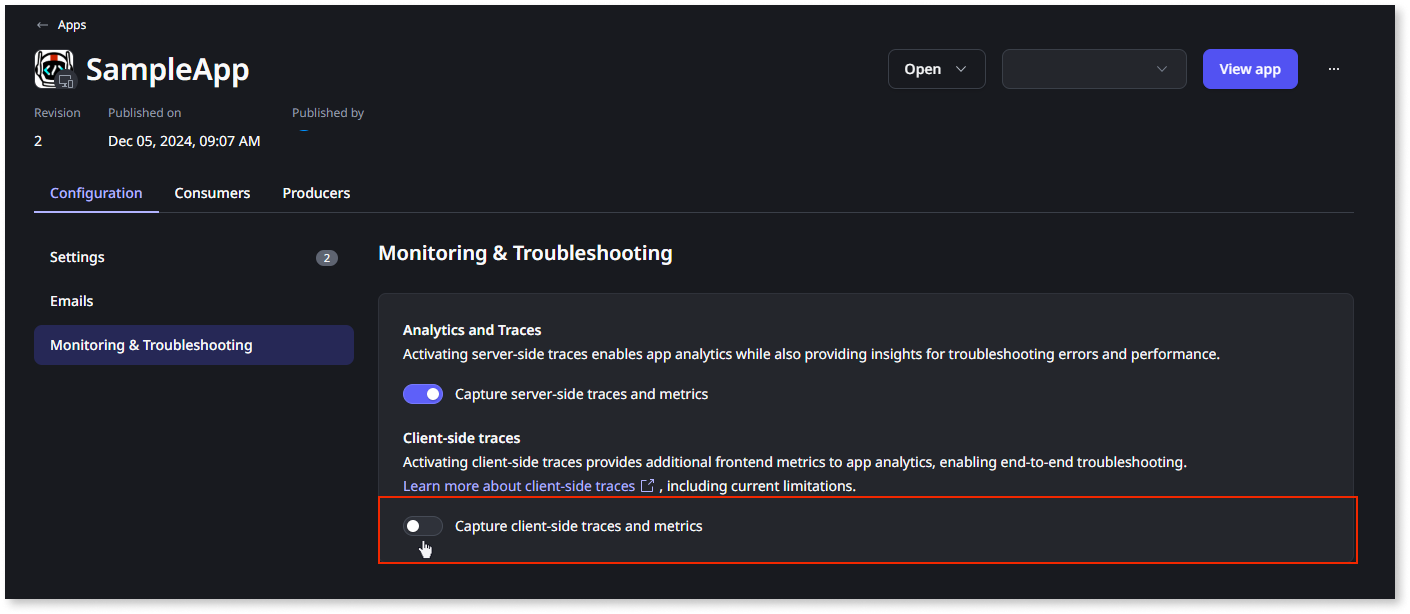 ← Apps
SampleApp
Open
View app
...
Revision Published on Published by
2 Dec 05, 2024, 09:07 AM
Configuration Consumers Producers
Settings 2
Emails
Monitoring & Troubleshooting
Monitoring & Troubleshooting
Analytics and Traces
Activating server-side traces enables app analytics while also providing insights for troubleshooting errors and performance.
Capture server-side traces and metrics
Client-side traces
Activating client-side traces provides additional frontend metrics to app analytics, enabling end-to-end troubleshooting.
Learn more about client-side traces , including current limitations.
Capture client-side traces and metrics